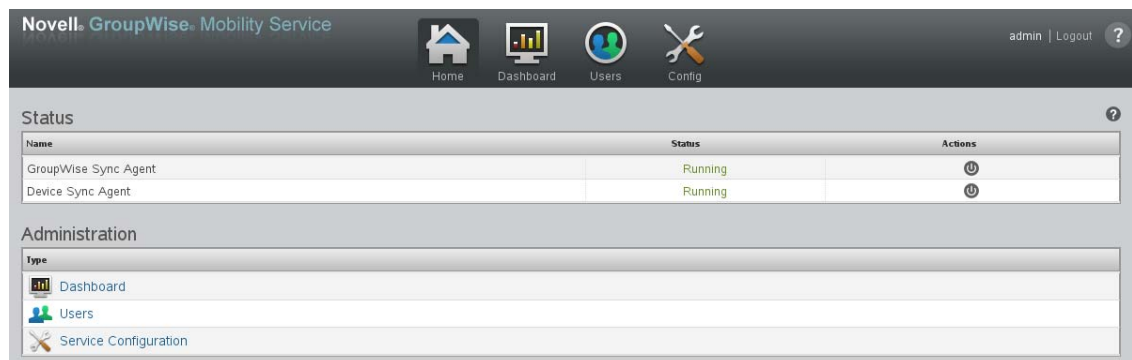 Novell® GroupWise® Mobility Service
Home Dashboard Users Config
admin | Logout ?
Status ?
Name Status Actions
GroupWise Sync Agent Running
Device Sync Agent Running
Administration
Type
Dashboard
Users
Service Configuration